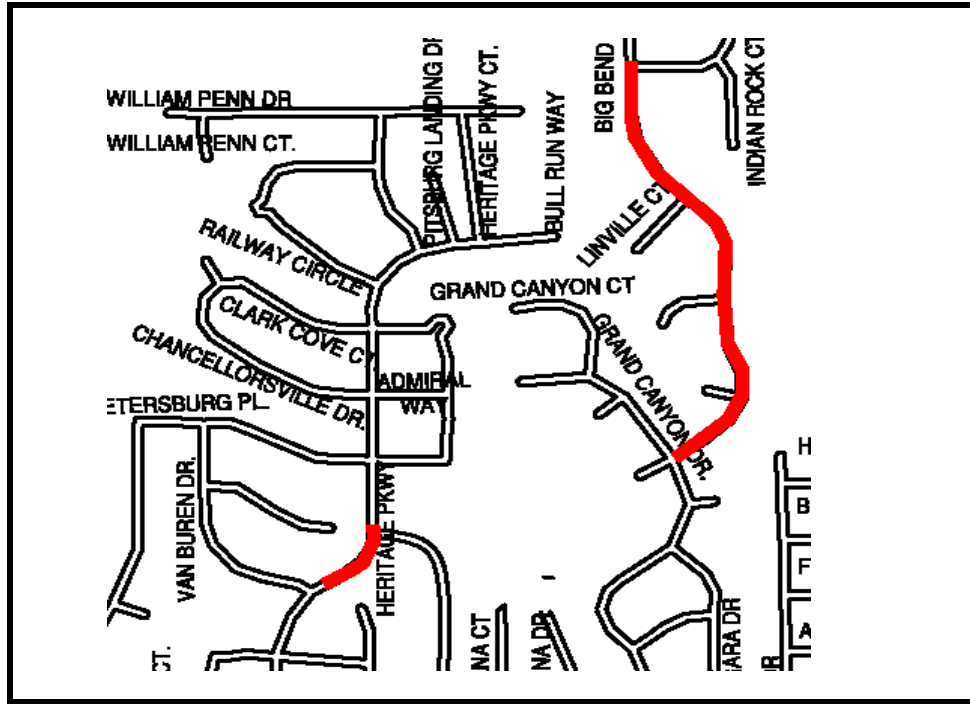 BIG BEND
INDIAN ROCK CT
PITSBURG LANDING DR
HERITAGE PKWY CT.
BULL RUN WAY
WILLIAM PENN DR
WILLIAM PENN CT.
LINVILLE CT
RAILWAY CIRCLE
GRAND CANYON CT
CLARK COVE CT
GRAND CANYON DR.
CHANCELLORSVILLE DR.
ADMIRAL
WAY
ETERSBURG PL.
H
VAN BUREN DR.
HERITAGE PKWY
B
F
A
CT.
NA CT
NA DR
ARA DR
R